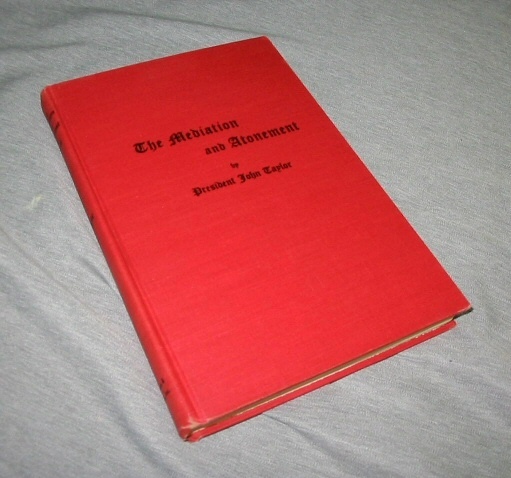 The Mediation
and Atonement
by
President John Taylor